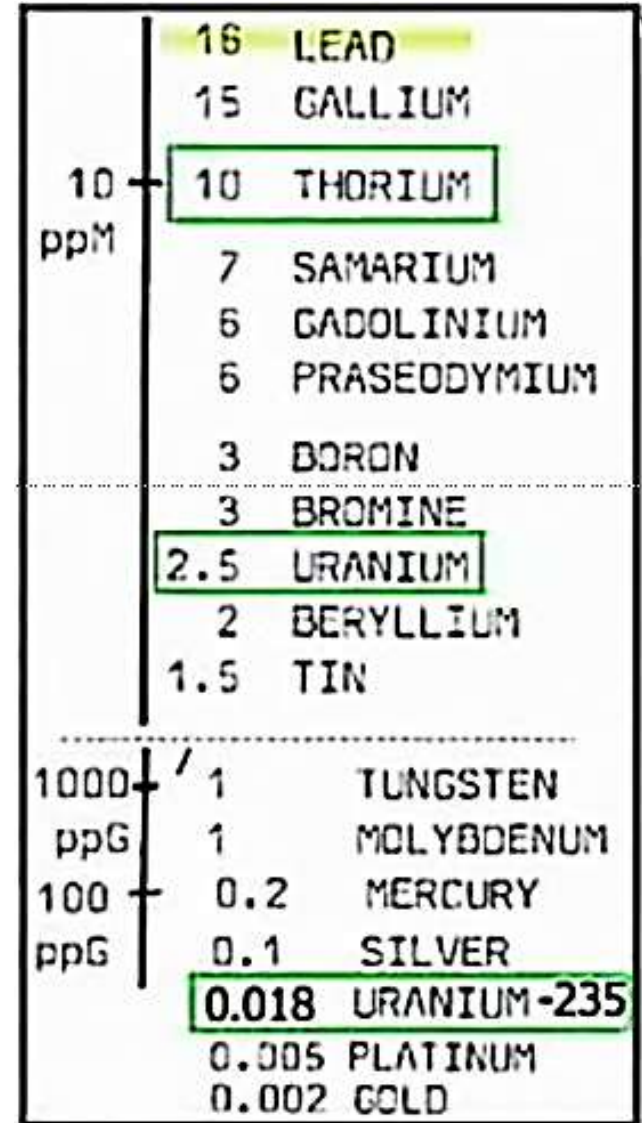 16 LEAD
15 GALLIUM
10 ppM
10 THORIUM
7 SAMARIUM
6 GADOLINIUM
6 PRASEODYMIUM
3 BORON
3 BROMINE
2.5 URANIUM
2 BERYLLIUM
1.5 TIN
1000 ppG
1 TUNGSTEN
1 MOLYBDENUM
100 ppG
0.2 MERCURY
0.1 SILVER
0.018 URANIUM-235
0.005 PLATINUM
0.002 GOLD